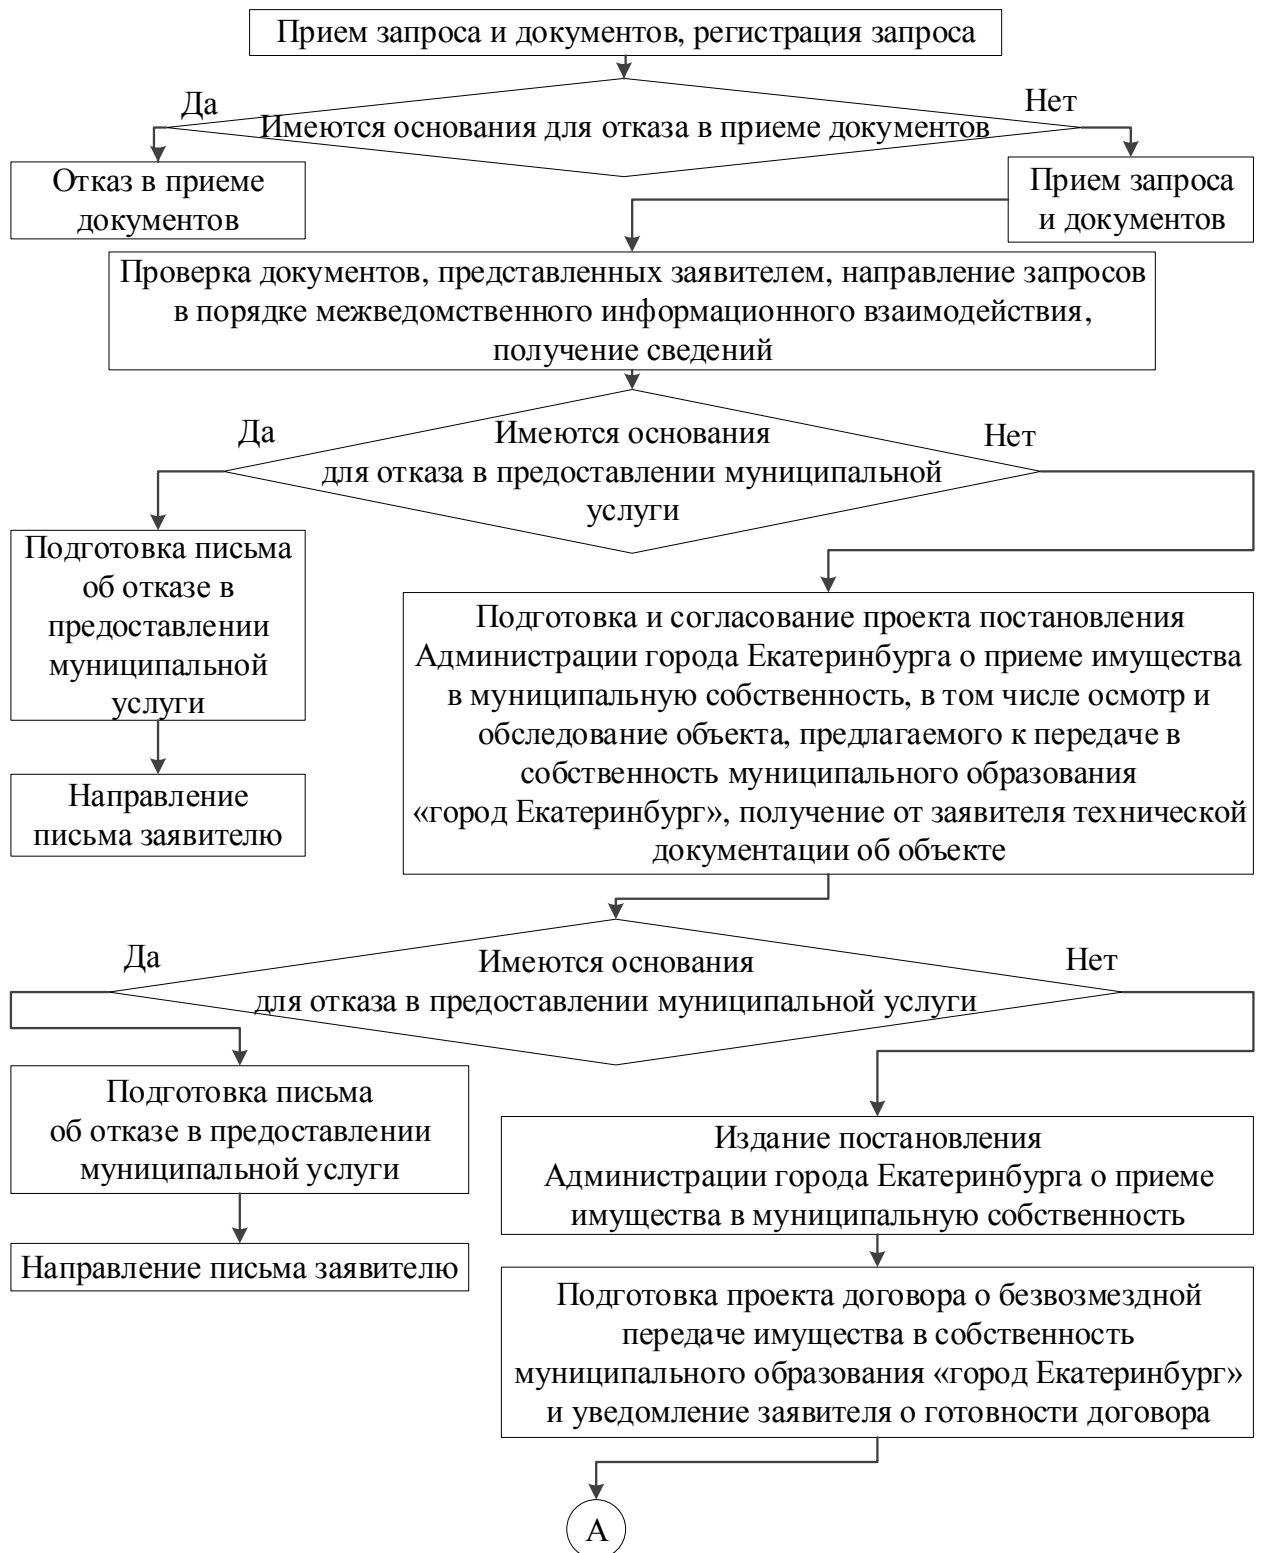 Прием запроса и документов, регистрация запроса
Да
Нет
Имеются основания для отказа в приеме документов
Отказ в приеме
документов
Прием запроса
и документов
Проверка документов, представленных заявителем, направление запросов
в порядке межведомственного информационного взаимодействия,
получение сведений
Да
Нет
Имеются основания
для отказа в предоставлении муниципальной
услуги
Подготовка письма
об отказе в
предоставлении
муниципальной
услуги
Направление
письма заявителю
Подготовка и согласование проекта постановления
Администрации города Екатеринбурга о приеме имущества
в муниципальную собственность, в том числе осмотр и
обследование объекта, предлагаемого к передаче в
собственность муниципального образования
«город Екатеринбург», получение от заявителя технической
документации об объекте
Да
Нет
Имеются основания
для отказа в предоставлении муниципальной услуги
Подготовка письма
об отказе в предоставлении
муниципальной услуги
Направление письма заявителю
Издание постановления
Администрации города Екатеринбурга о приеме
имущества в муниципальную собственность
Подготовка проекта договора о безвозмездной
передаче имущества в собственность
муниципального образования «город Екатеринбург»
и уведомление заявителя о готовности договора
А